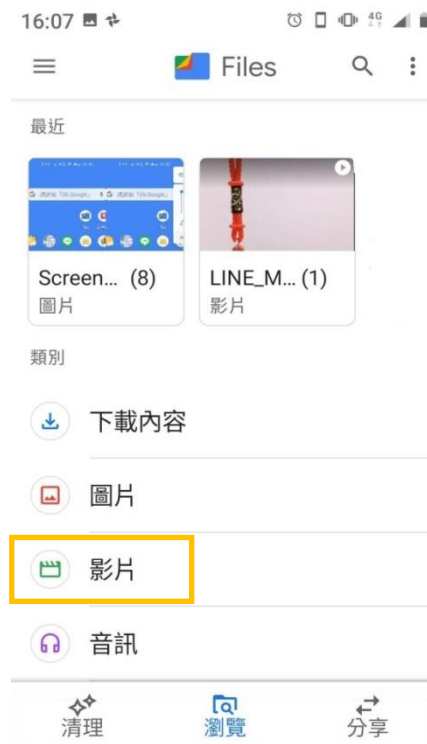 16:07
4G
Files
最近
Screen... (8)
圖片
LINE_M... (1)
影片
類別
下載內容
圖片
影片
音訊
清理
瀏覽
分享